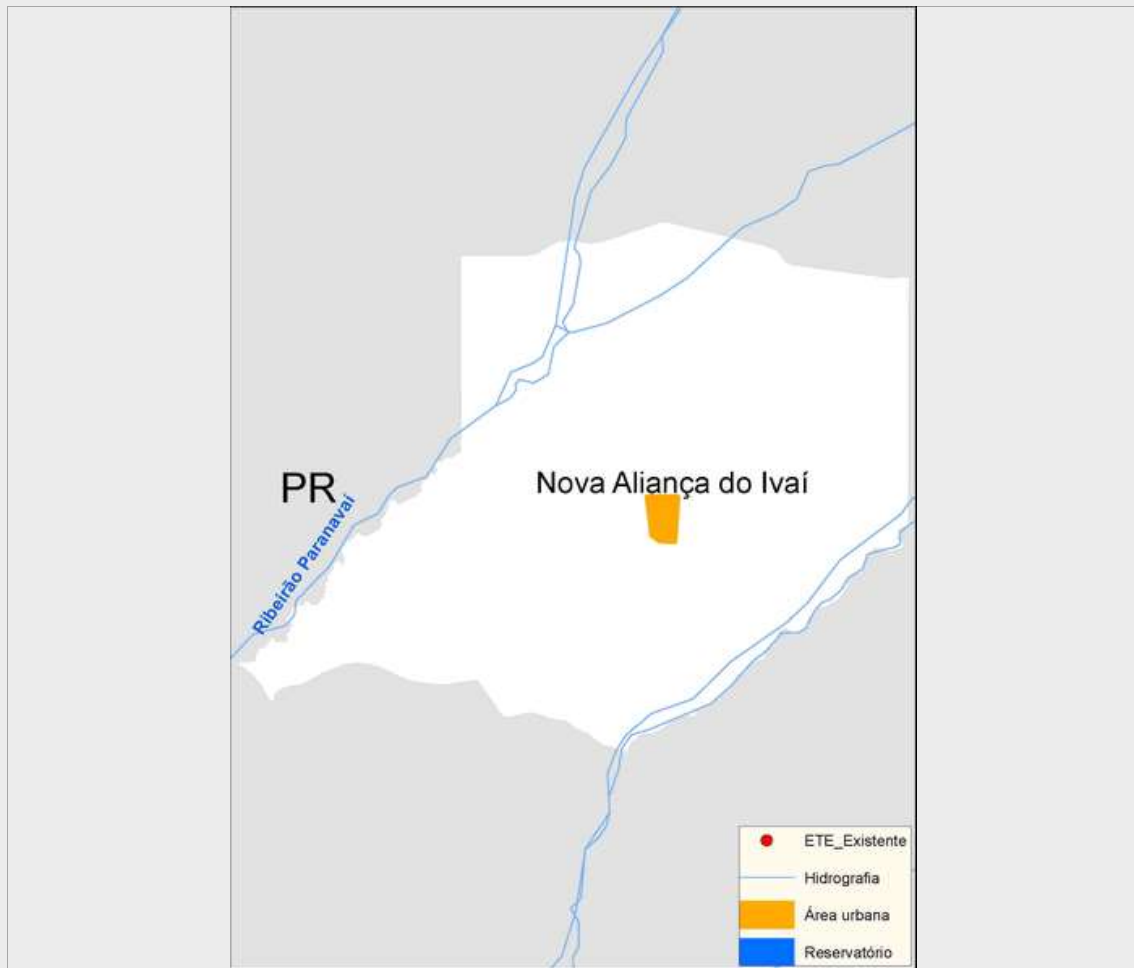 Nova Aliança do Ivaí
PR
Ribeirão Paranavaí
ETE_Existente
Hidrografia
Área urbana
Reservatório